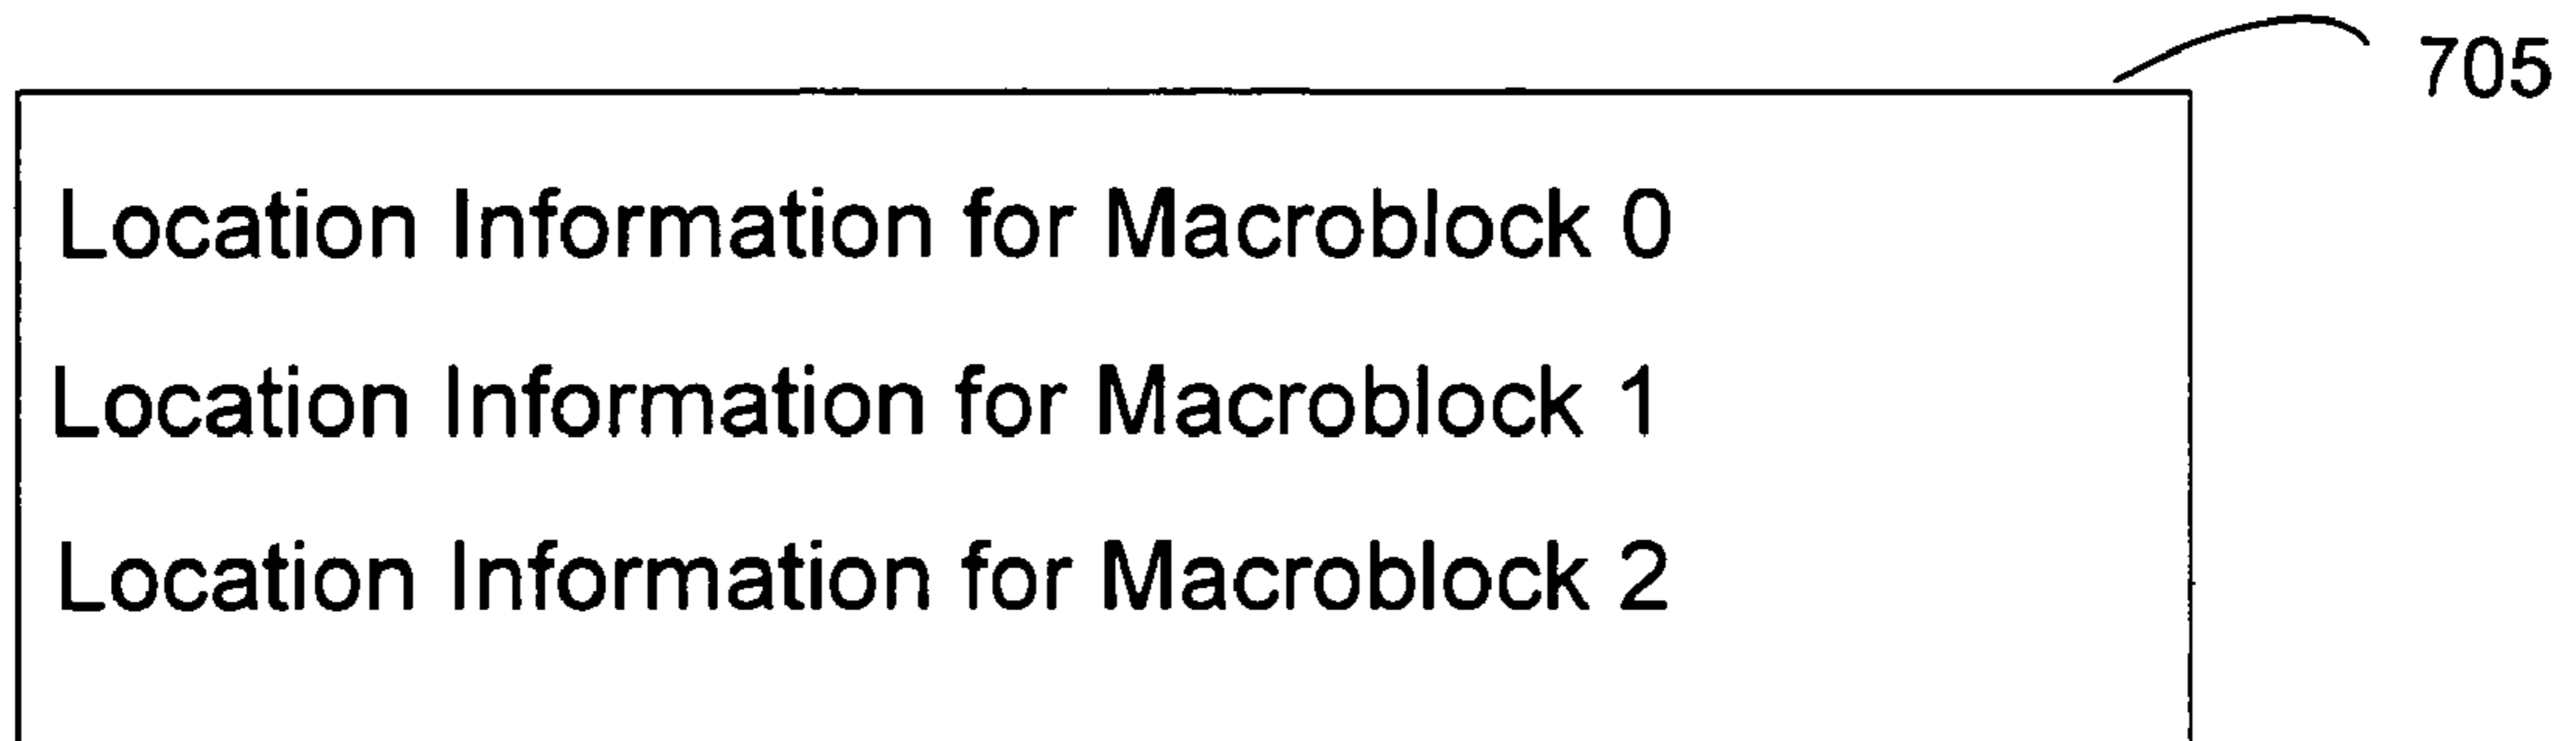 705
Location Information for Macroblock 0
Location Information for Macroblock 1
Location Information for Macroblock 2